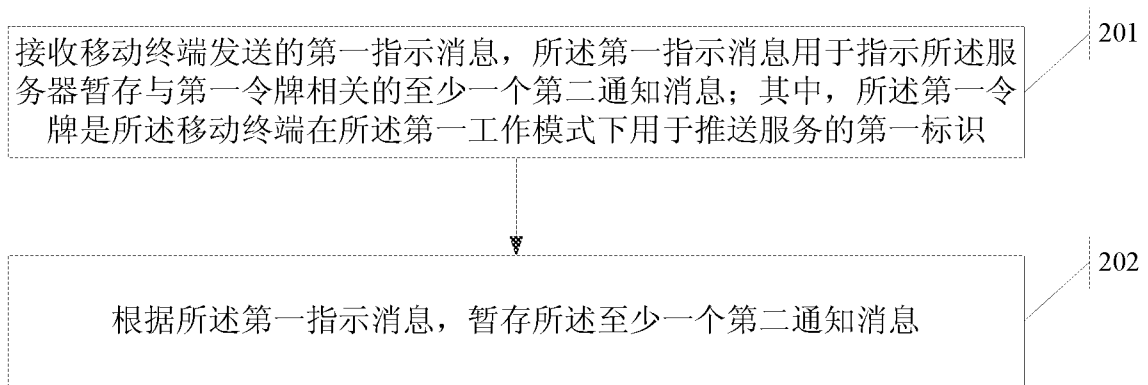 接收移动终端发送的第一指示消息，所述第一指示消息用于指示所述服
务器暂存与第一令牌相关的至少一个第二通知消息；其中，所述第一令
牌是所述移动终端在所述第一工作模式下用于推送服务的第一标识
201
根据所述第一指示消息，暂存所述至少一个第二通知消息
202